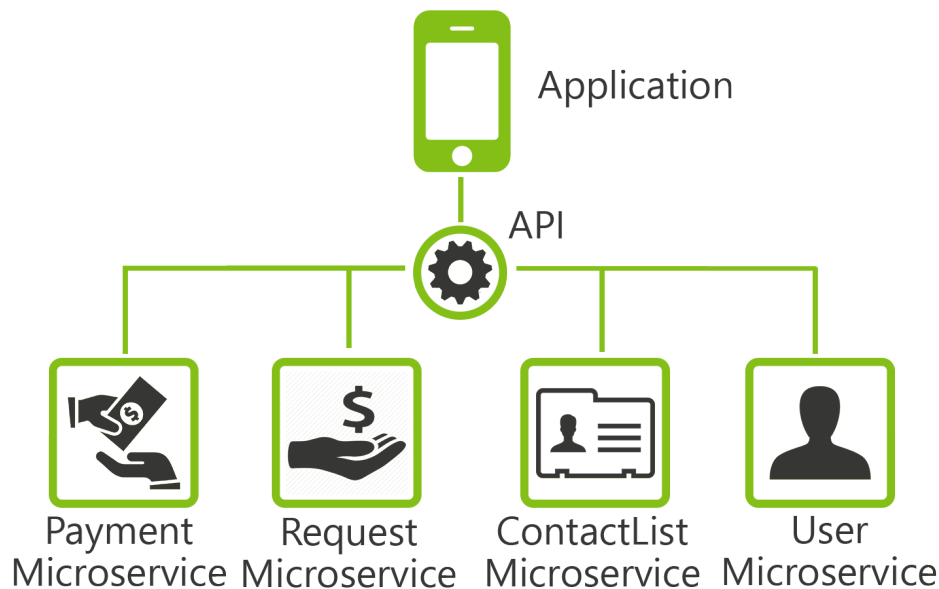 Application
API
$
$
Payment
Microservice
Request
Microservice
ContactList
Microservice
User
Microservice